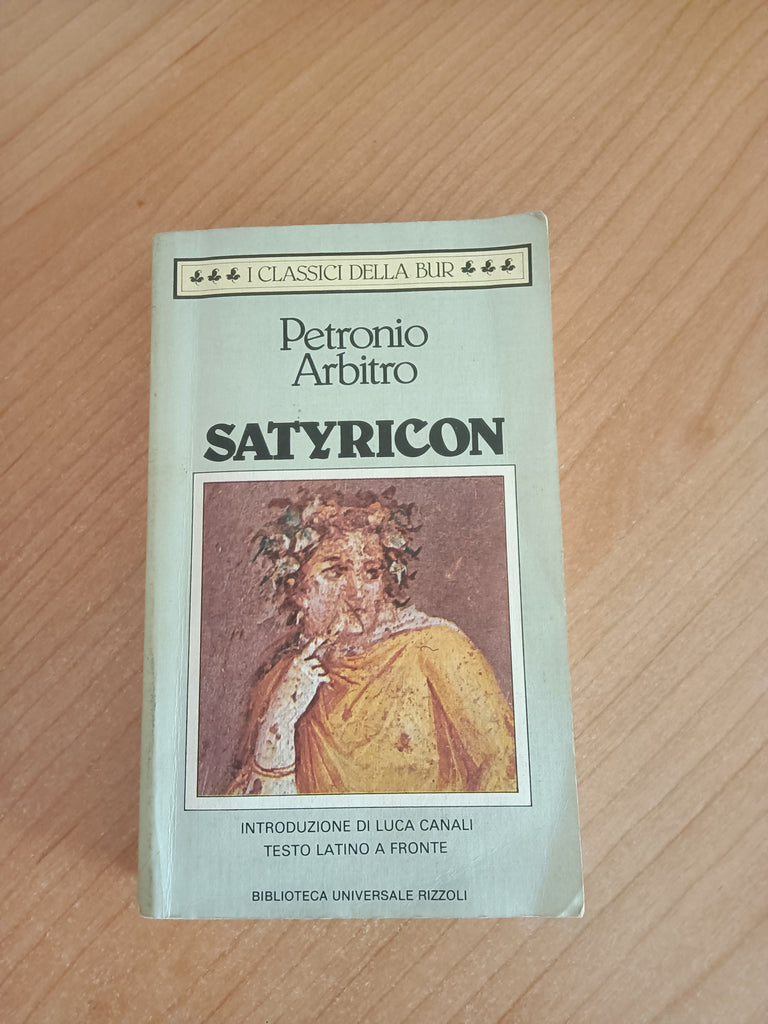 I CLASSICI DELLA BUR
Petronio
Arbitro
SATYRICON
INTRODUZIONE DI LUCA CANALI
TESTO LATINO A FRONTE
BIBLIOTECA UNIVERSALE RIZZOLI